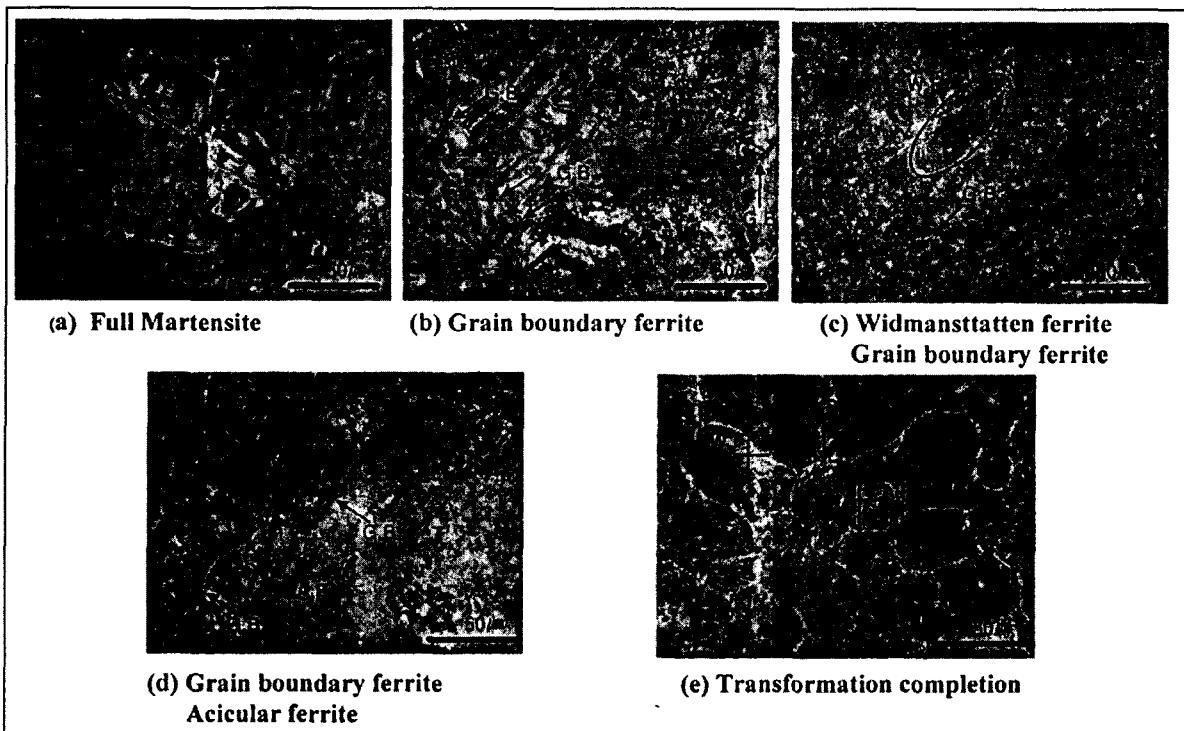 G.B.
(a) Full Martensite
(b) Grain boundary ferrite
(c) Widmansttatten ferrite
Grain boundary ferrite
G.B.
(d) Grain boundary ferrite
Acicular ferrite
(e) Transformation completion